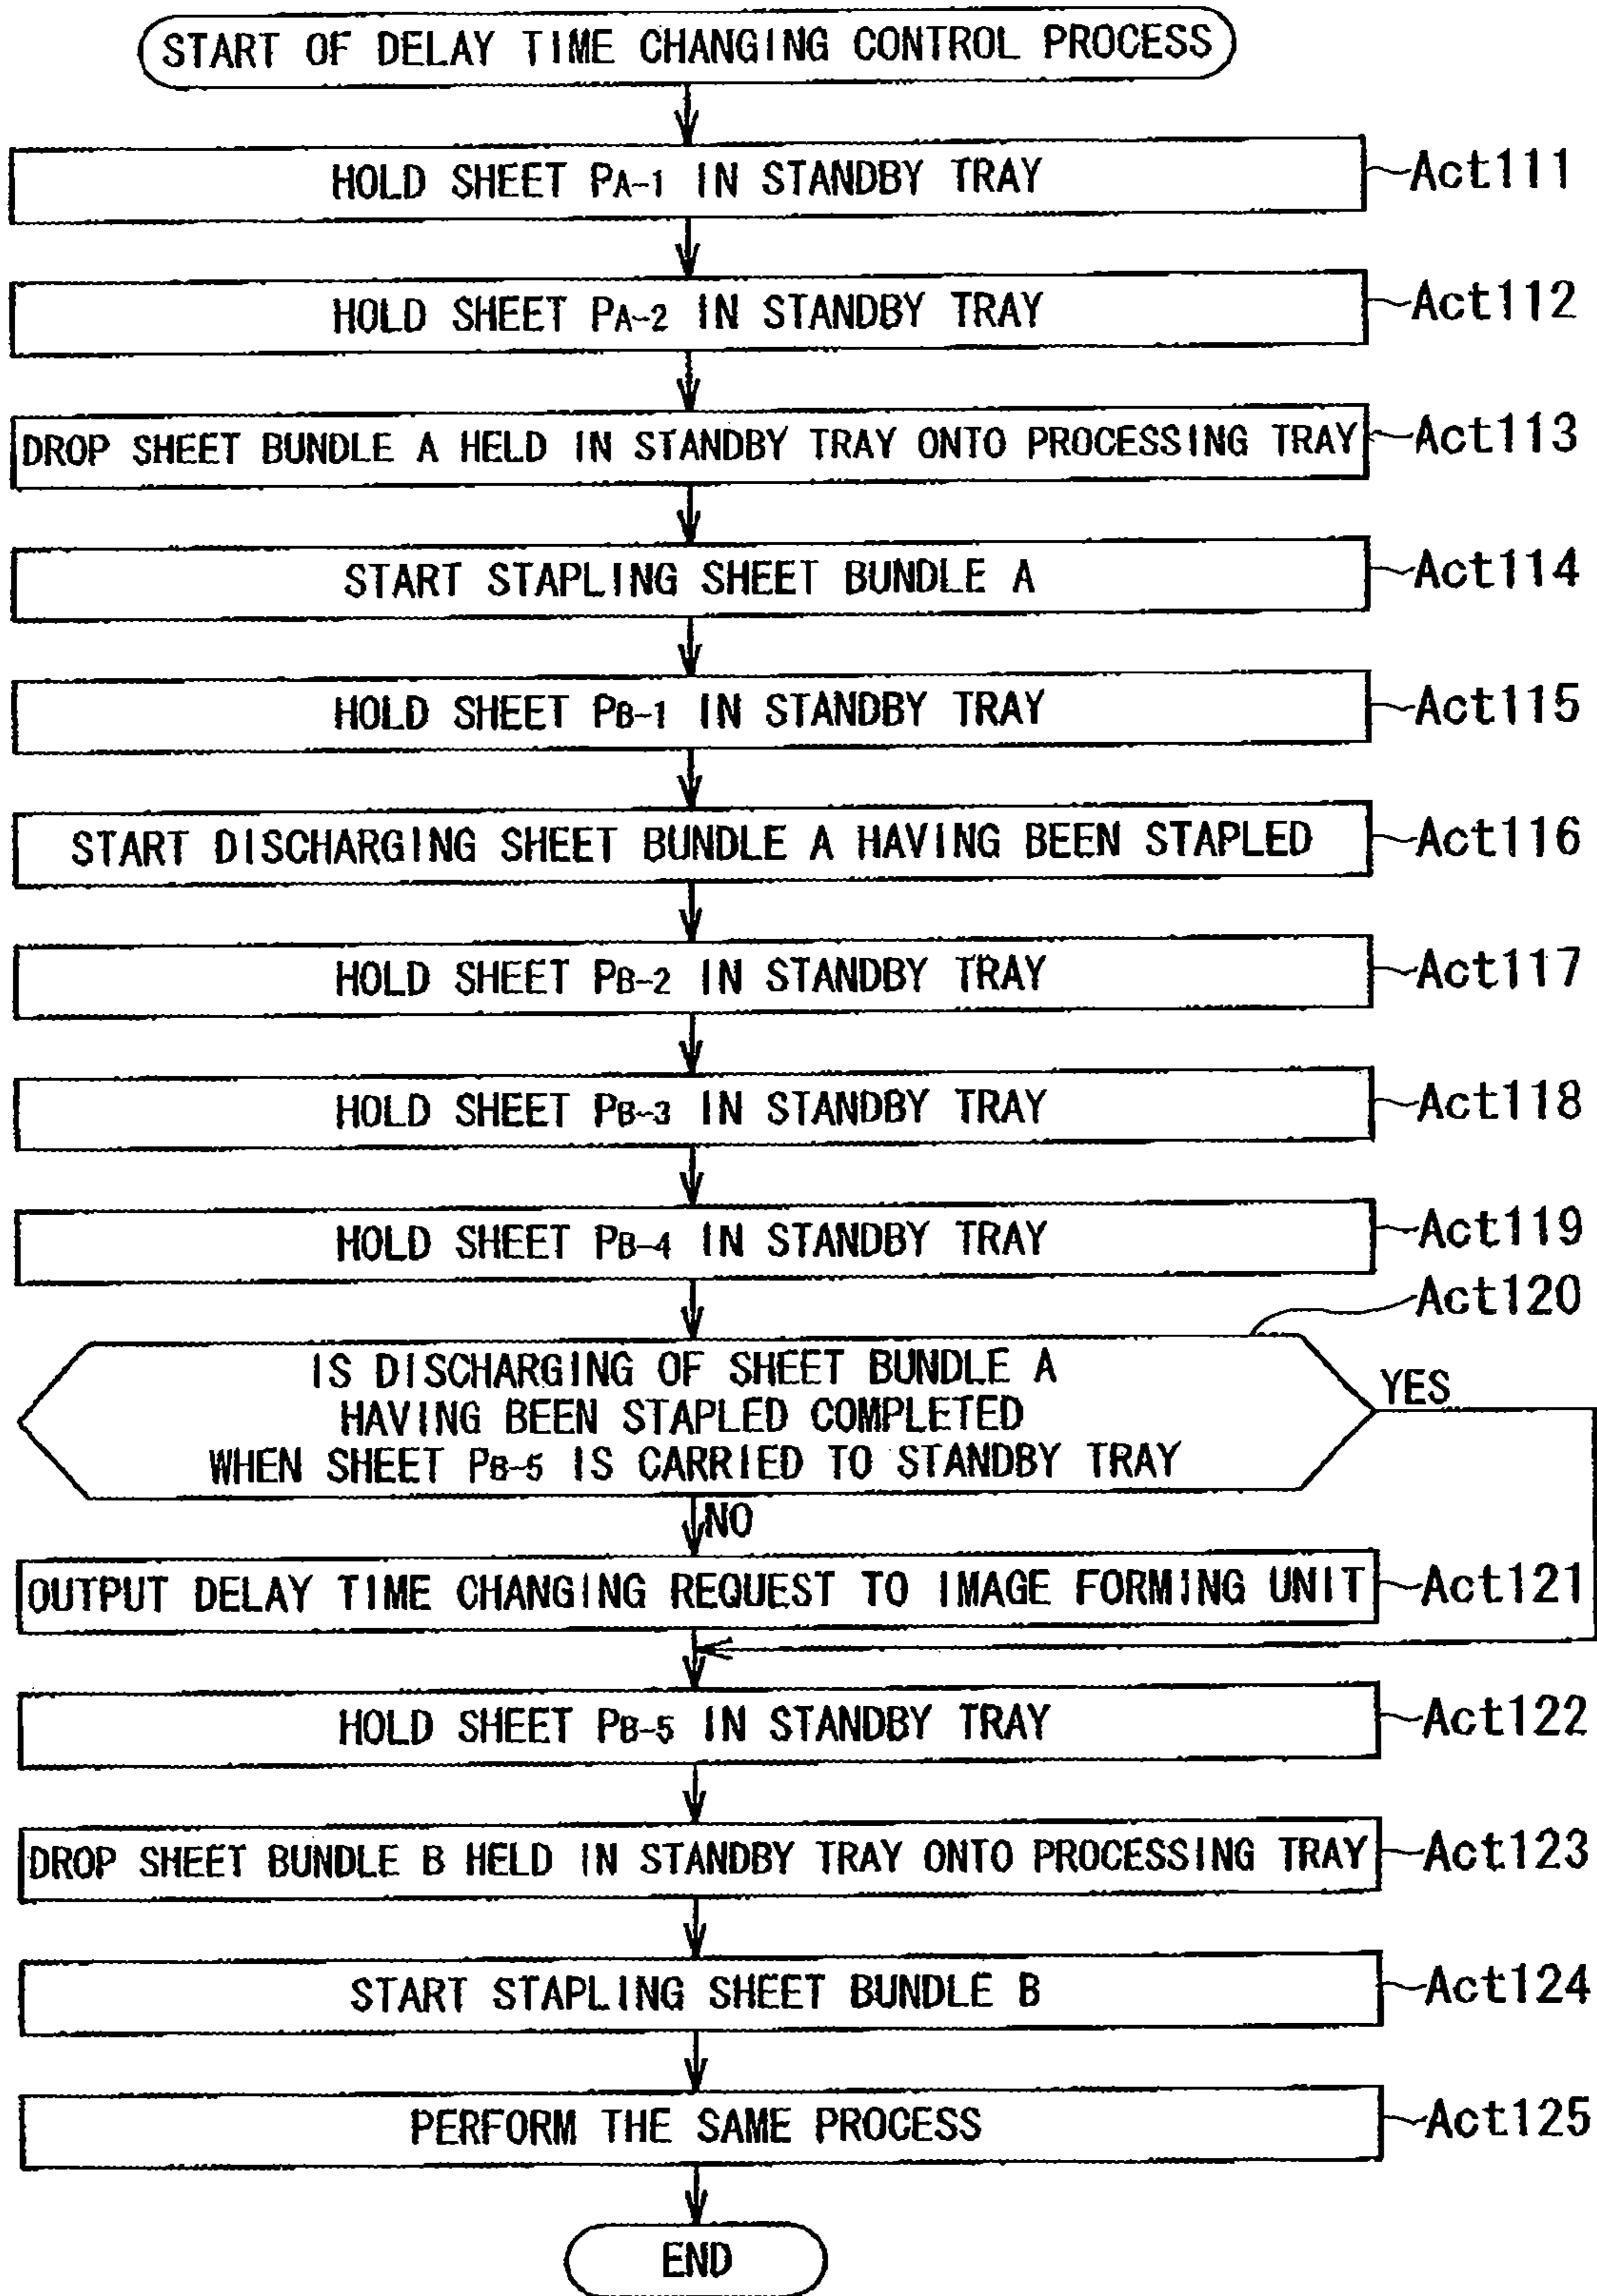 START OF DELAY TIME CHANGING CONTROL PROCESS
HOLD SHEET PA-1 IN STANDBY TRAY
Act111
HOLD SHEET PA-2 IN STANDBY TRAY
Act112
DROP SHEET BUNDLE A HELD IN STANDBY TRAY ONTO PROCESSING TRAY
Act113
START STAPLING SHEET BUNDLE A
Act114
HOLD SHEET PB-1 IN STANDBY TRAY
Act115
START DISCHARGING SHEET BUNDLE A HAVING BEEN STAPLED
Act116
HOLD SHEET PB-2 IN STANDBY TRAY
Act117
HOLD SHEET PB-3 IN STANDBY TRAY
Act118
HOLD SHEET PB-4 IN STANDBY TRAY
Act119
Act120
IS DISCHARGING OF SHEET BUNDLE A
HAVING BEEN STAPLED COMPLETED
WHEN SHEET PB-5 IS CARRIED TO STANDBY TRAY
YES
NO
OUTPUT DELAY TIME CHANGING REQUEST TO IMAGE FORMING UNIT
Act121
HOLD SHEET PB-5 IN STANDBY TRAY
Act122
DROP SHEET BUNDLE B HELD IN STANDBY TRAY ONTO PROCESSING TRAY
Act123
START STAPLING SHEET BUNDLE B
Act124
PERFORM THE SAME PROCESS
Act125
END